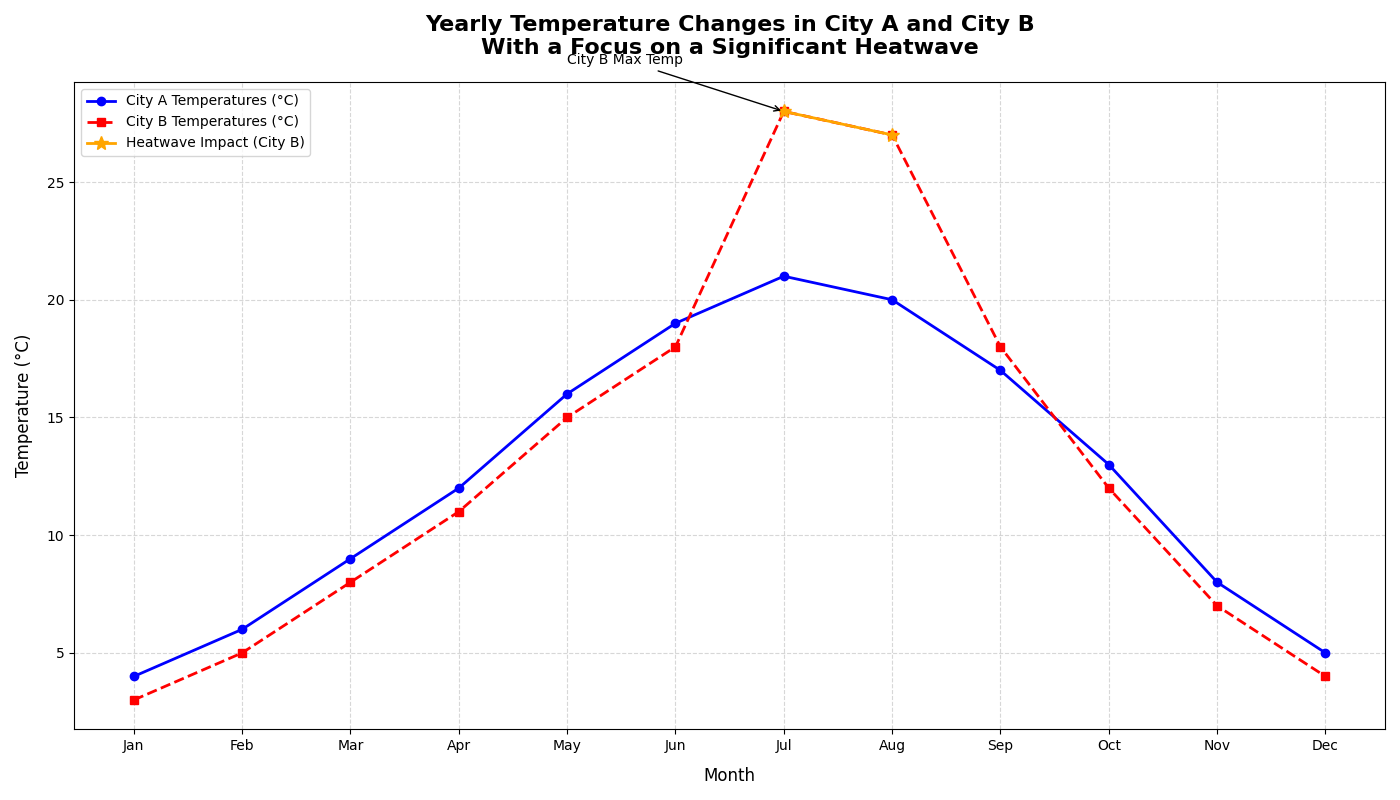 Yearly Temperature Changes in City A and City B
With a Focus on a Significant Heatwave
City B Max Temp
City A Temperatures (°C)
City B Temperatures (°C)
Heatwave Impact (City B)
Temperature (°C)
25
20
15
10
5
Jan Feb Mar Apr May Jun Jul Aug Sep Oct Nov Dec
Month